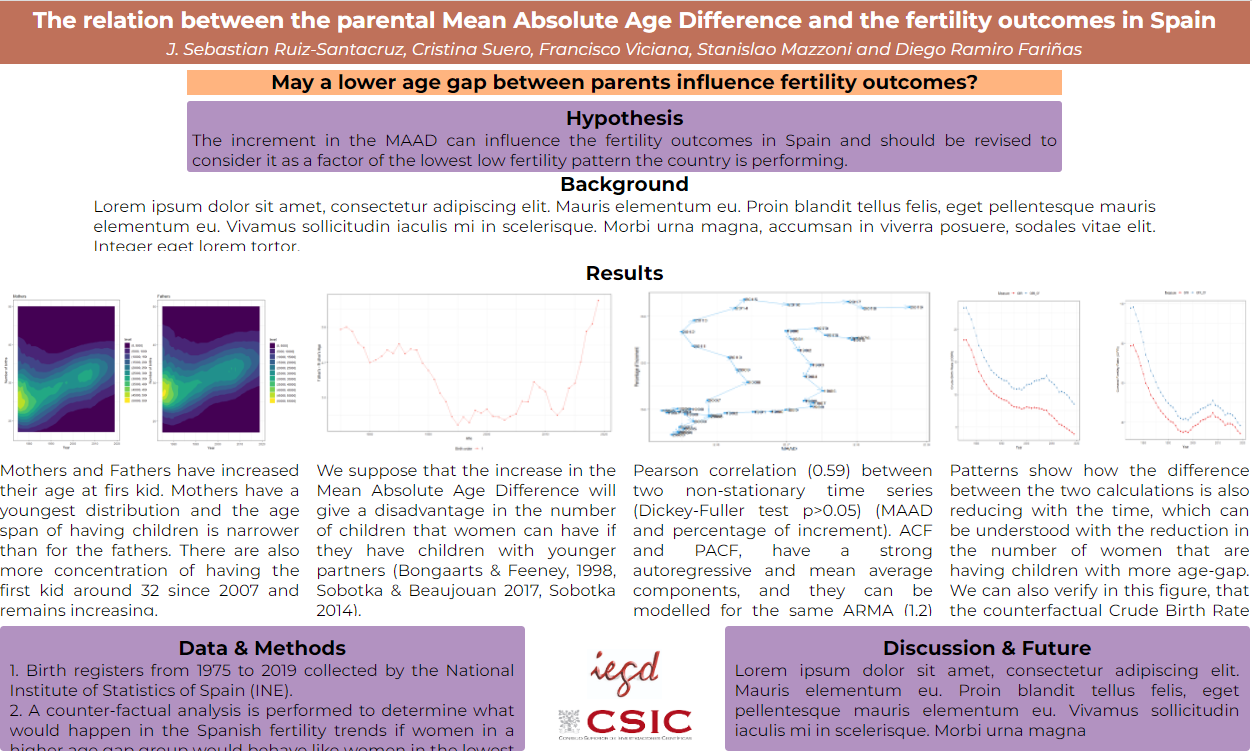 The relation between the parental Mean Absolute Age Difference and the fertility outcomes in Spain
J. Sebastian Ruiz-Santacruz, Cristina Suero, Francisco Viciana, Stanislao Mazzoni and Diego Ramiro Fariñas
May a lower age gap between parents influence fertility outcomes?
Hypothesis
The increment in the MAAD can influence the fertility outcomes in Spain and should be revised to
consider it as a factor of the lowest low fertility pattern the country is performing.
Background
Lorem ipsum dolor sit amet, consectetur adipiscing elit. Mauris elementum eu. Proin blandit tellus felis, eget pellentesque mauris
elementum eu. Vivamus sollicitudin iaculis mi in scelerisque. Morbi urna magna, accumsan in viverra posuere, sodales vitae elit.
Integer eget lorem tortor.
Results
Mothers
Fathers
Number of births
Year
Year
Percentage of increment
Year
Year
Mothers and Fathers have increased
their age at firs kid. Mothers have a
youngest distribution and the age
span of having children is narrower
than for the fathers. There are also
more concentration of having the
first kid around 32 since 2007 and
remains increasing.
We suppose that the increase in the
Mean Absolute Age Difference will
give a disadvantage in the number
of children that women can have if
they have children with younger
partners (Bongaarts & Feeney, 1998,
Sobotka & Beaujouan 2017, Sobotka
2014).
Pearson correlation (0.59) between
two non-stationary time series
(Dickey-Fuller test p>0.05) (MAAD
and percentage of increment). ACF
and PACF, have a strong
autoregressive and mean average
components, and they can be
modelled for the same ARMA (1,2)
Patterns show how the difference
between the two calculations is also
reducing with the time, which can
be understood with the reduction in
the number of women that are
having children with more age-gap.
We can also verify in this figure, that
the counterfactual Crude Birth Rate
Data & Methods
1. Birth registers from 1975 to 2019 collected by the National
Institute of Statistics of Spain (INE).
2. A counter-factual analysis is performed to determine what
would happen in the Spanish fertility trends if women in a
higher age gap group would behave like women in the lowest
iegd
CSIC
Consejo Superior de Investigaciones Científicas
Discussion & Future
Lorem ipsum dolor sit amet, consectetur adipiscing elit.
Mauris elementum eu. Proin blandit tellus felis, eget
pellentesque mauris elementum eu. Vivamus sollicitudin
iaculis mi in scelerisque. Morbi urna magna